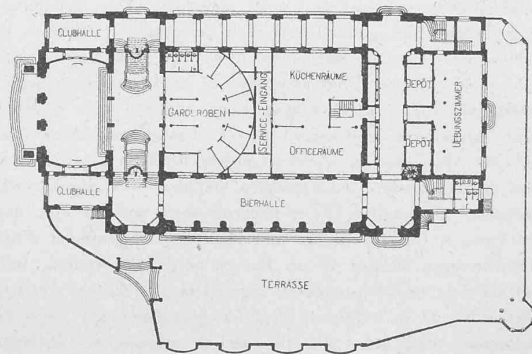 CLUBHALLE
KÜCHENRÄUME
DEPÔT
GARDEROBEN
SERVICE-EINGANG
UEBUNGSZIMMER
OFFICERÄUME
DEPÔT
CLUBHALLE
BIERHALLE
TERRASSE